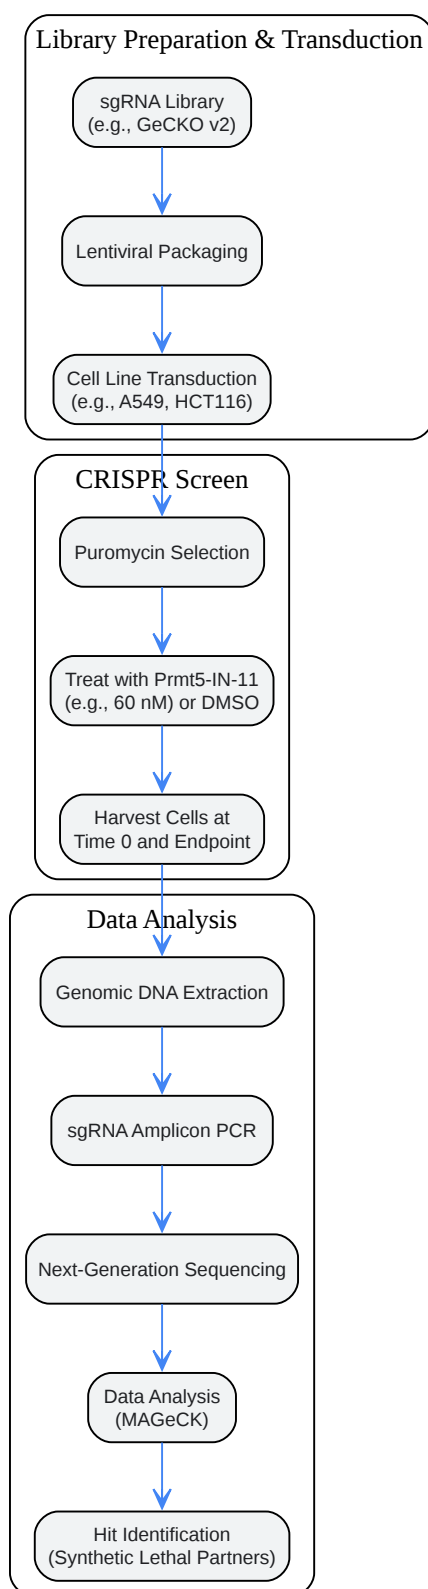 Library Preparation & Transduction
sgRNA Library
(e.g., GeCKO v2)
Lentiviral Packaging
Cell Line Transduction
(e.g., A549, HCT116)
CRISPR Screen
Puromycin Selection
Treat with Prmt5-IN-11
(e.g., 60 nM) or DMSO
Harvest Cells at
Time 0 and Endpoint
Data Analysis
Genomic DNA Extraction
sgRNA Amplicon PCR
Next-Generation Sequencing
Data Analysis
(MAGeCK)
Hit Identification
(Synthetic Lethal Partners)